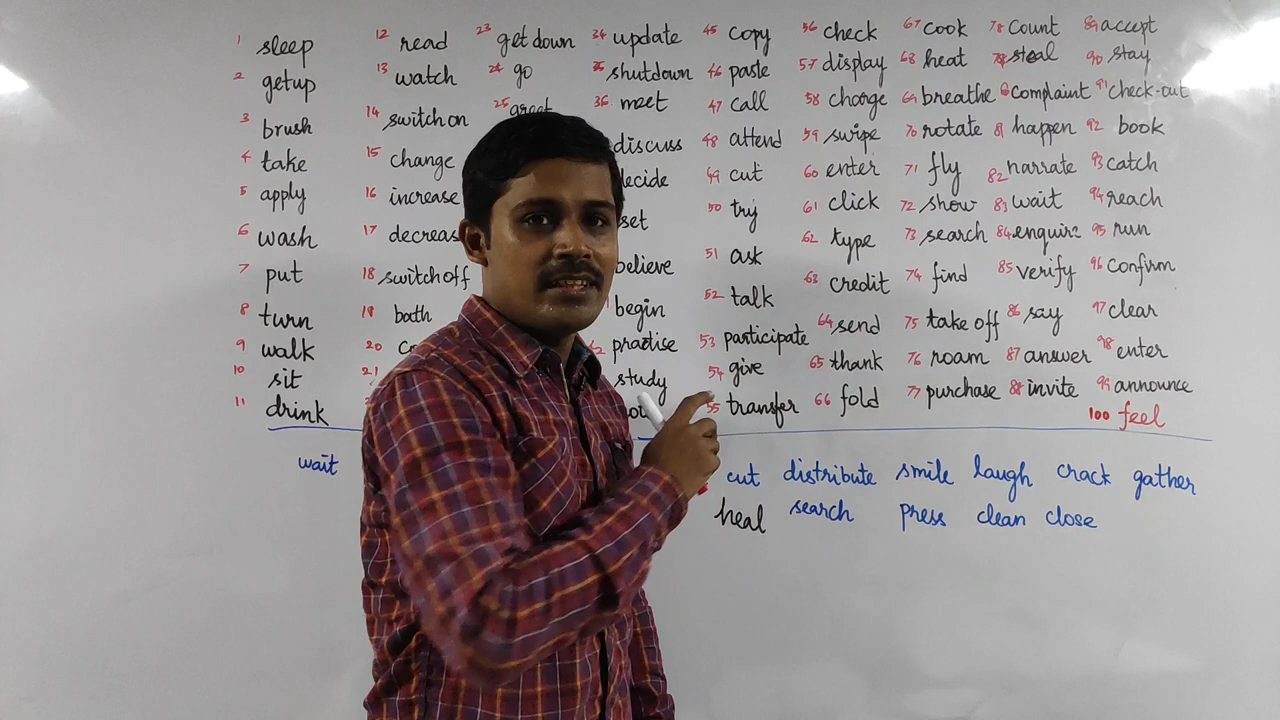 1 sleep
2 getup
3 brush
4 take
5 apply
6 wash
7 put
8 turn
9 walk
10 sit
11 drink
12 read
13 watch
14 switch on
15 change
16 increase
17 decreas
18 switch off
19 bath
20
21
23 get down
24 go
25 greet
34 update
35 shutdown
36 meet
discuss
decide
set
believe
begin
42 practise
study
45 copy
46 paste
47 call
48 attend
49 cut
50 try
51 ask
52 talk
53 participate
54 give
55 transfer
56 check
57 display
58 charge
59 swipe
60 enter
61 click
62 type
63 credit
64 send
65 thank
66 fold
67 cook
68 heat
69 breathe
70 rotate
71 fly
72 show
73 search
74 find
75 take off
76 roam
77 purchase
78 count
79 steal
80 complaint
81 happen
82 narrate
83 wait
84 enquire
85 verify
86 say
87 answer
88 invite
89 accept
90 stay
91 check-out
92 book
93 catch
94 reach
95 run
96 confirm
97 clear
98 enter
99 announce
100 feel
wait cut distribute smile laugh crack gather
heal search press clean close